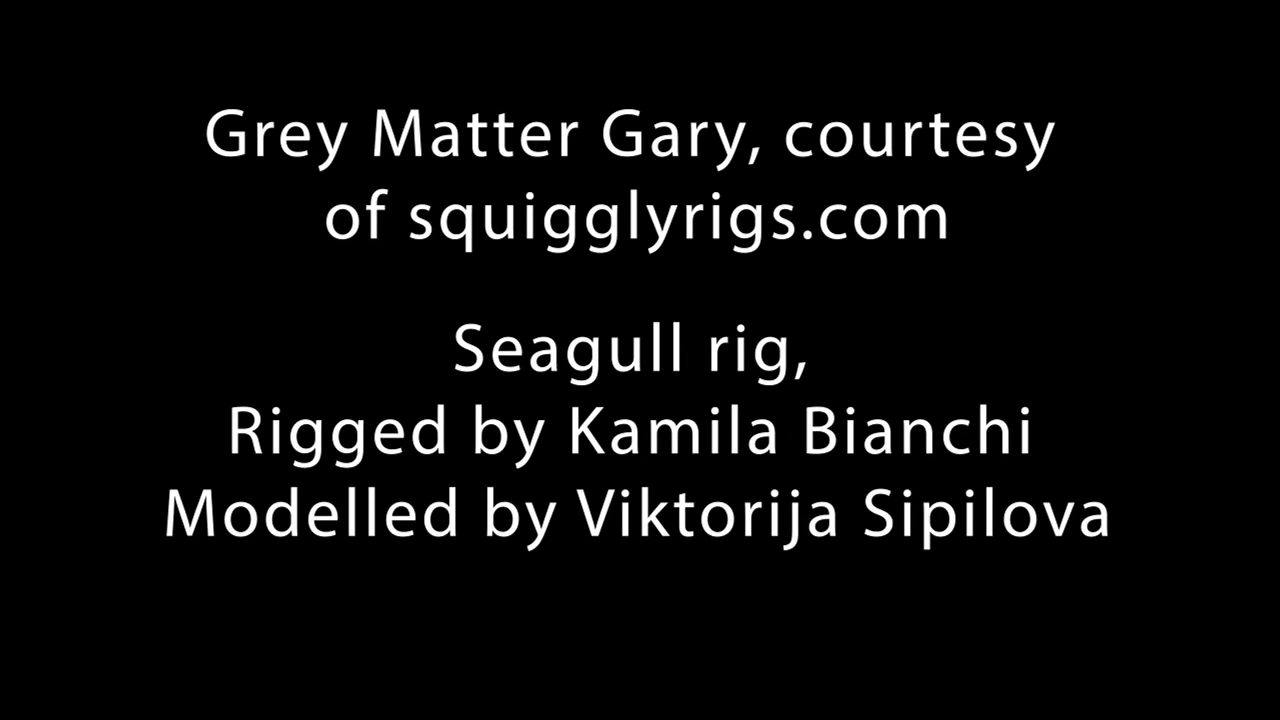 Grey Matter Gary, courtesy
of squigglyrigs.com
Seagull rig,
Rigged by Kamila Bianchi
Modelled by Viktorija Sipilova